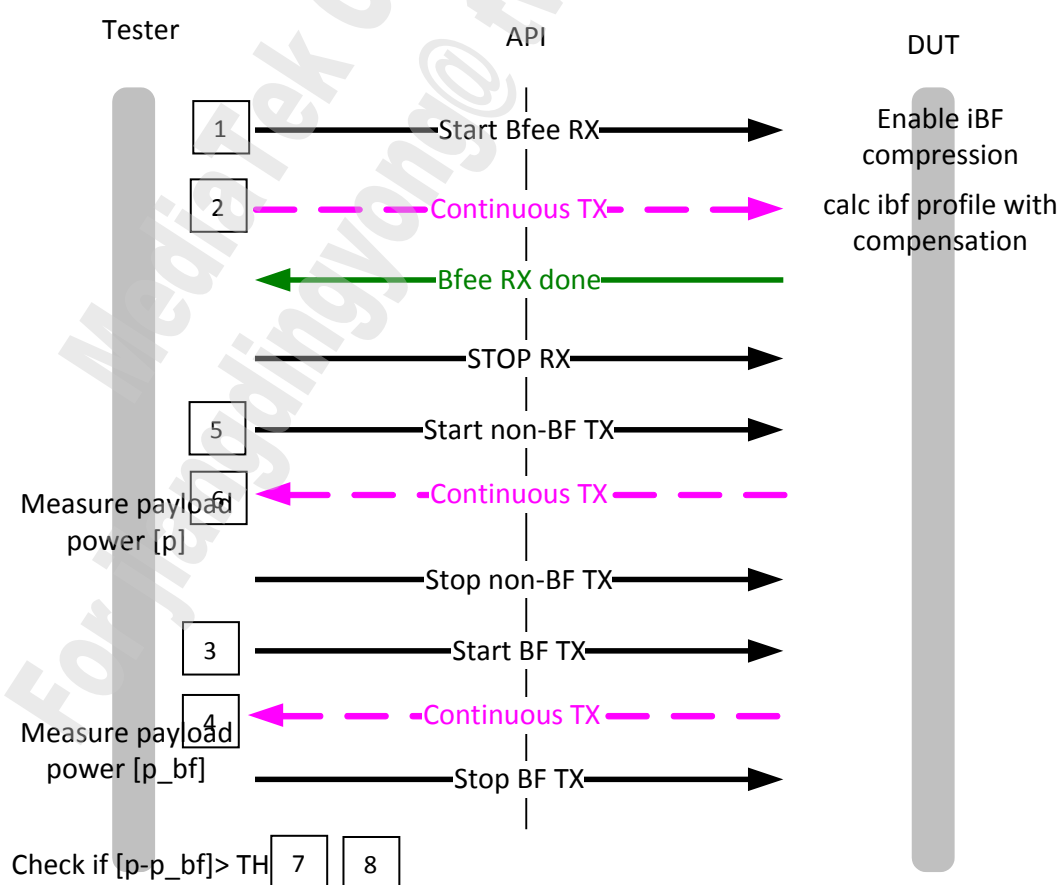 Tester
API
DUT
1
Start Bfee RX
Enable iBF
compression
2
Continuous TX
calc ibf profile with
compensation
Bfee RX done
STOP RX
5
Start non-BF TX
6
Continuous TX
Measure payload
power [p]
Stop non-BF TX
3
Start BF TX
4
Continuous TX
Measure payload
power [p_bf]
Stop BF TX
Check if [p-p_bf]> TH
7
8
MediaTek
For jiangdingyong@